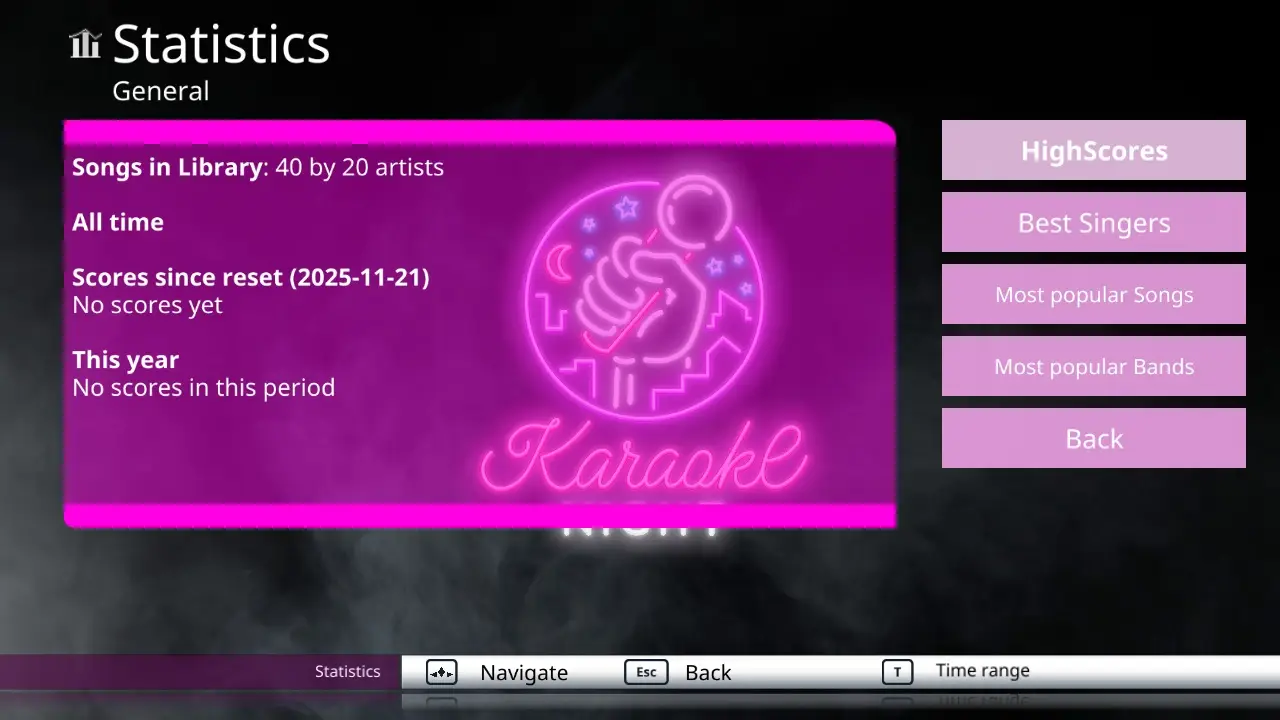 Statistics
General
Songs in Library: 40 by 20 artists
All time
Scores since reset (2025-11-21)
No scores yet
This year
No scores in this period
Karaoke
NIGHT
HighScores
Best Singers
Most popular Songs
Most popular Bands
Back
Statistics
Navigate
Esc
Back
T
Time range